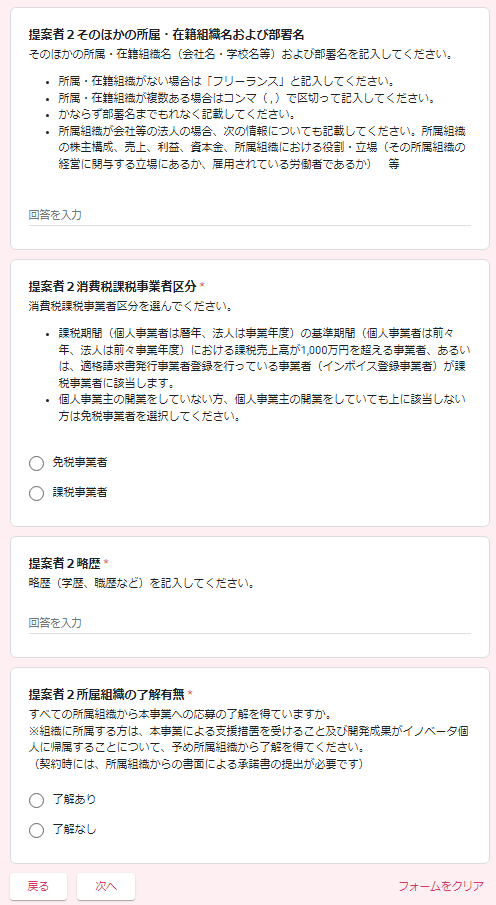 提案者２そのほかの所属・在籍組織名および部署名
そのほかの所属・在籍組織名（会社名・学校名等）および部署名を記入してください。
• 所属・在籍組織がない場合は「フリーランス」と記入してください。
• 所属・在籍組織が複数ある場合はコンマ（ , ）で区切って記入してください。
• かならず部署名までもれなく記載してください。
• 所属組織が会社等の法人の場合、次の情報についても記載してください。所属組織
の株主構成、売上、利益、資本金、所属組織における役割・立場（その所属組織の
経営に関与する立場にあるか、雇用されている労働者であるか）　等
回答を入力
提案者２消費税課税事業者区分 *
消費税課税事業者区分を選んでください。
• 課税期間（個人事業者は暦年、法人は事業年度）の基準期間（個人事業者は前々
年、法人は前々事業年度）における課税売上高が1,000万円を超える事業者、あるい
は、適格請求書発行事業者登録を行っている事業者（インボイス登録事業者）が課
税事業者に該当します。
• 個人事業主の開業をしていない方、個人事業主の開業をしていても上に該当しない
方は免税事業者を選択してください。
免税事業者
課税事業者
提案者２略歴 *
略歴（学歴、職歴など）を記入してください。
回答を入力
提案者２所属組織の了解有無 *
すべての所属組織から本事業への応募の了解を得ていますか。
※組織に所属する方は、本事業による支援措置を受けること及び開発成果がイノベータ個
人に帰属することについて、予め所属組織から了解を得てください。
（契約時には、所属組織からの書面による承諾書の提出が必要です）
了解あり
了解なし
戻る
次へ
フォームをクリア